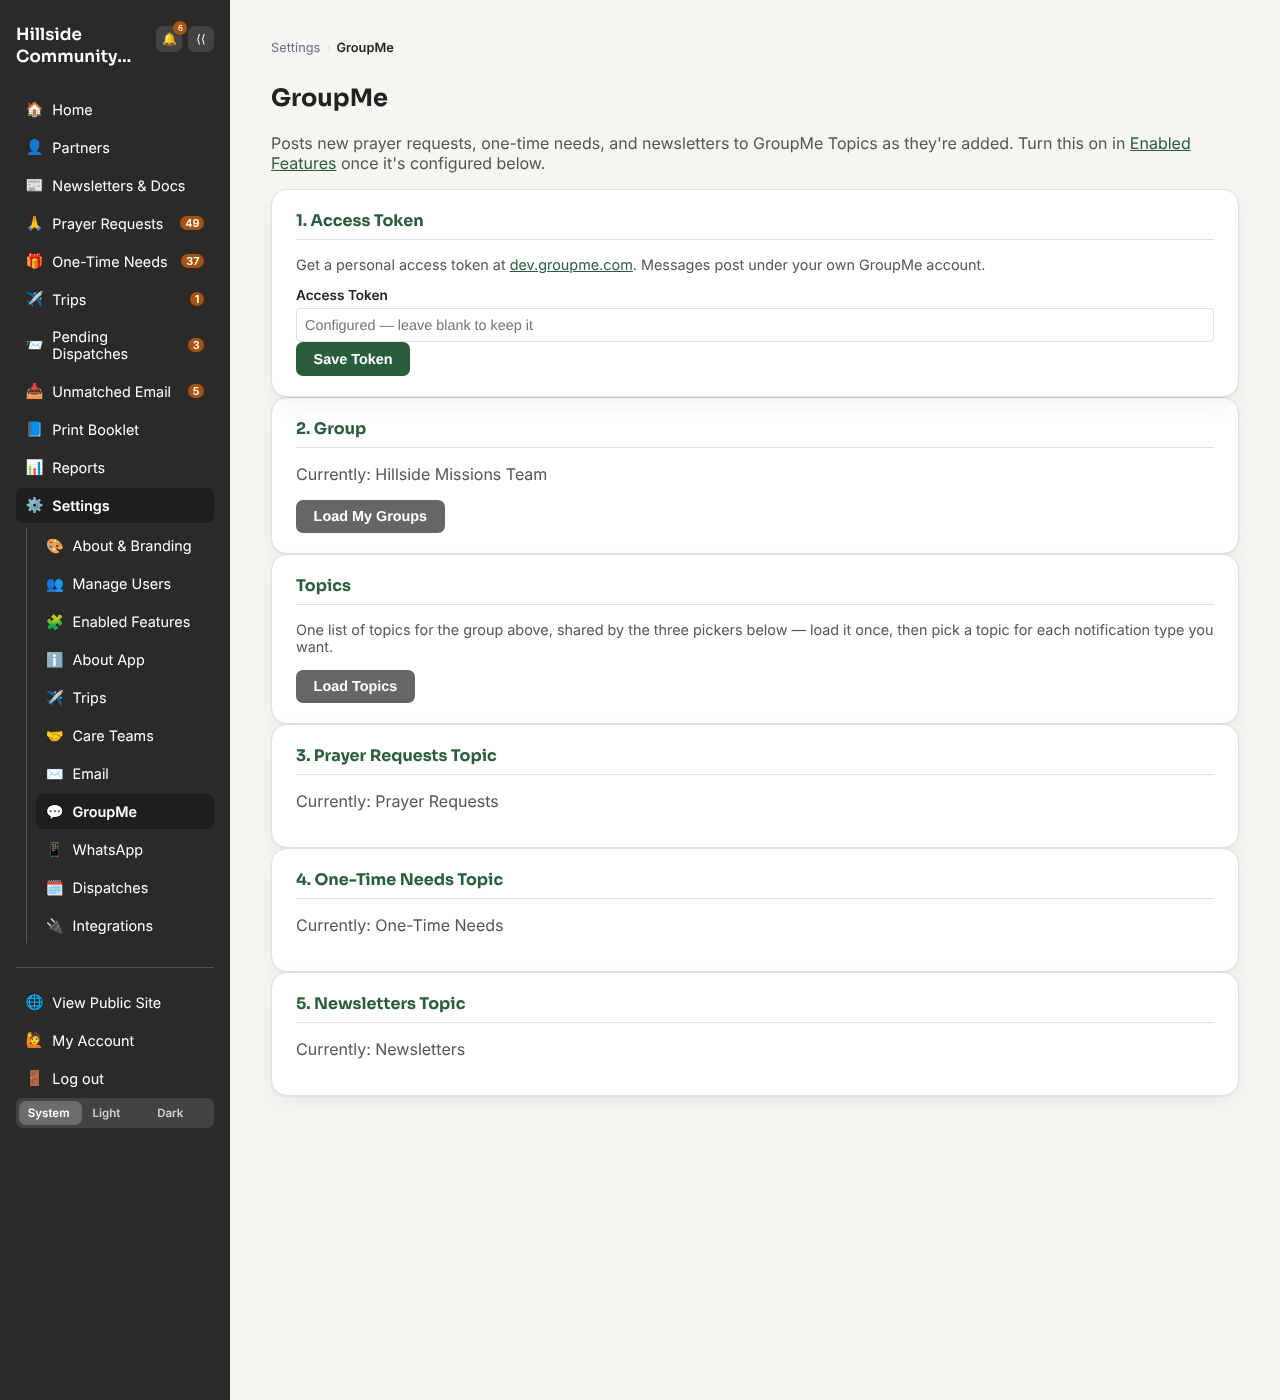 Hillside
Community...
6
⟨⟨
Home
Partners
Newsletters & Docs
Prayer Requests 49
One-Time Needs 37
Trips 1
Pending
Dispatches 3
Unmatched Email 5
Print Booklet
Reports
Settings
About & Branding
Manage Users
Enabled Features
About App
Trips
Care Teams
Email
GroupMe
WhatsApp
Dispatches
Integrations
View Public Site
My Account
Log out
System Light Dark
Settings › GroupMe
GroupMe
Posts new prayer requests, one-time needs, and newsletters to GroupMe Topics as they're added. Turn this on in Enabled
Features once it's configured below.
1. Access Token
Get a personal access token at dev.groupme.com. Messages post under your own GroupMe account.
Access Token
Configured — leave blank to keep it
Save Token
2. Group
Currently: Hillside Missions Team
Load My Groups
Topics
One list of topics for the group above, shared by the three pickers below — load it once, then pick a topic for each notification type you
want.
Load Topics
3. Prayer Requests Topic
Currently: Prayer Requests
4. One-Time Needs Topic
Currently: One-Time Needs
5. Newsletters Topic
Currently: Newsletters